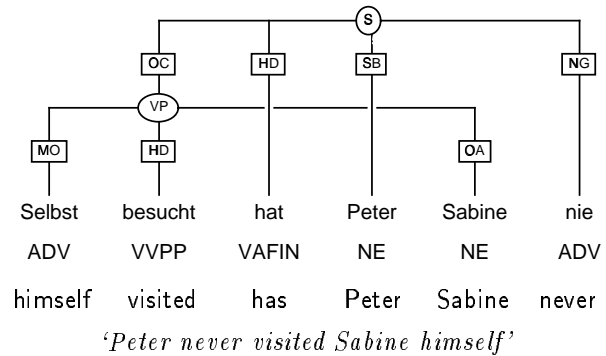 S
OC HD SB NG
VP
MO HD OA
Selbst besucht hat Peter Sabine nie
ADV VVPP VAFIN NE NE ADV
himself visited has Peter Sabine never
‘Peter never visited Sabine himself’